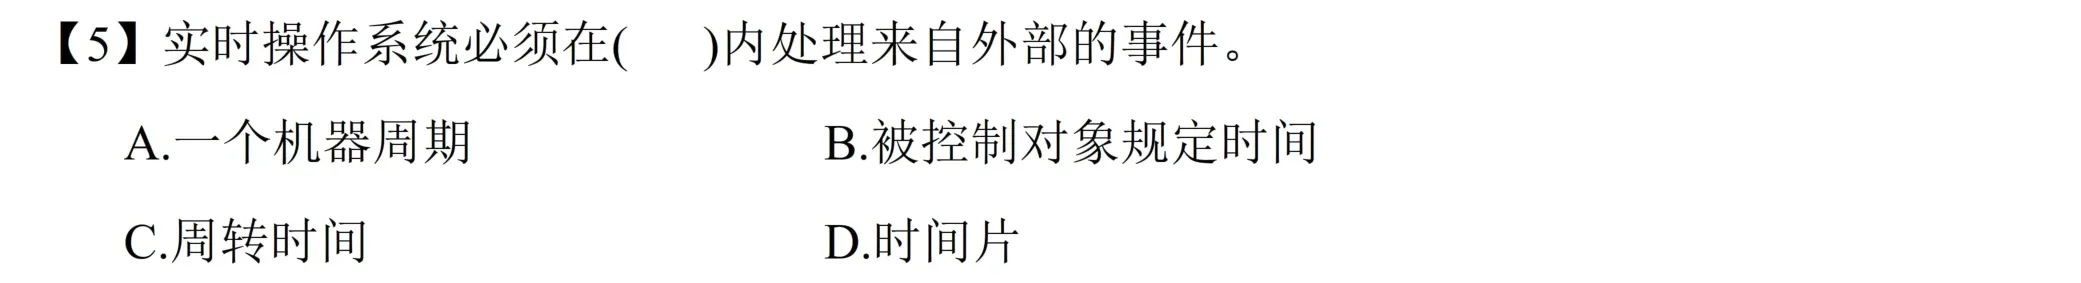 【5】实时操作系统必须在(    )内处理来自外部的事件。
A.一个机器周期    B.被控制对象规定时间
C.周转时间    D.时间片